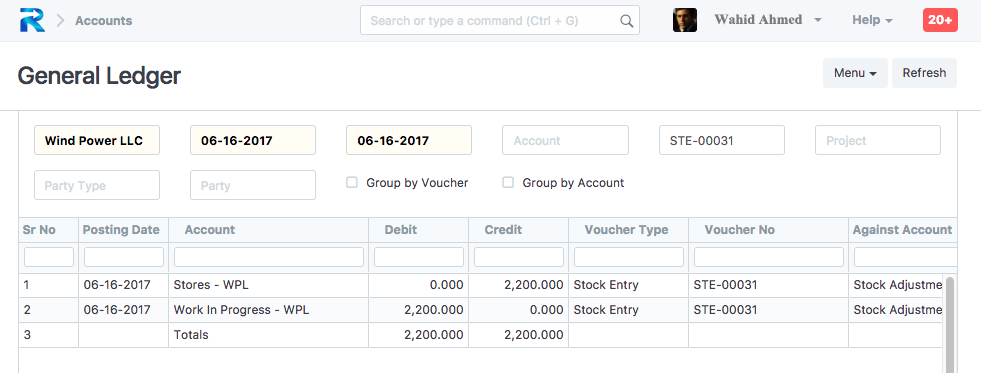 Accounts Search or type a command (Ctrl + G) Wahid Ahmed Help 20+
General Ledger Menu Refresh
Wind Power LLC 06-16-2017 06-16-2017 Account STE-00031 Project
Party Type Party Group by Voucher Group by Account
Sr No Posting Date Account Debit Credit Voucher Type Voucher No Against Account
1 06-16-2017 Stores - WPL 0.000 2,200.000 Stock Entry STE-00031 Stock Adjustme
2 06-16-2017 Work In Progress - WPL 2,200.000 0.000 Stock Entry STE-00031 Stock Adjustme
3 Totals 2,200.000 2,200.000